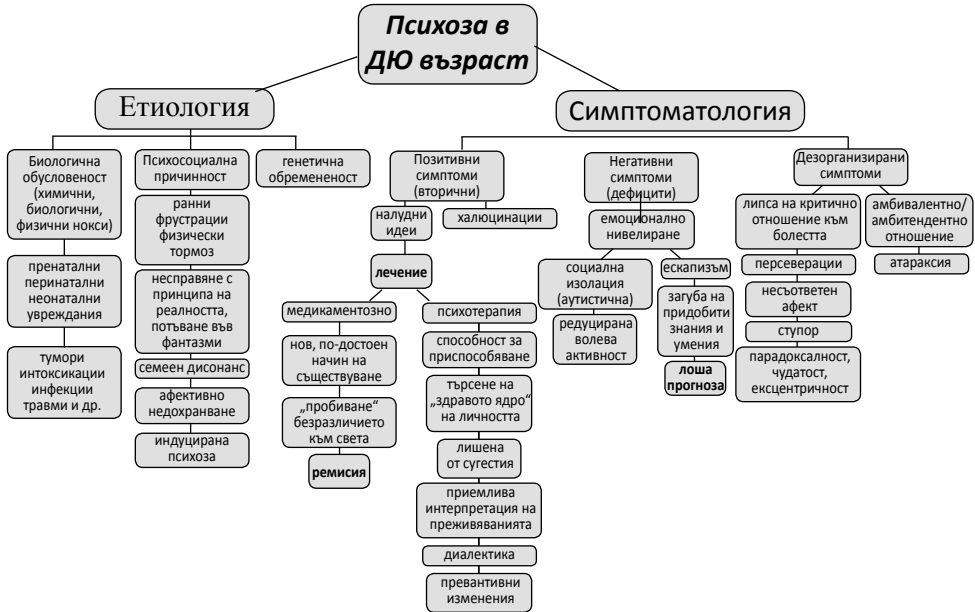 Психоза в
ДЮ възраст
Етиология
Симптоматология
Биологична
обусловеност
(химични,
биологични,
физични нокси)
пренатални
перинатални
неонатални
увреждания
тумори
интоксикации
инфекции
травми и др.
Психосоциална
причинност
ранни
фрустрации
физически
тормоз
несправяне с
принципа на
реалността,
потъване във
фантазми
семеен дисонанс
афективно
недохранване
индуцирана
психоза
генетична
обремененост
Позитивни
симптоми
(вторични)
налудни
идеи
халюцинации
лечение
медикаментозно
нов, по-достоен
начин на
съществуване
„пробиване“
безразличието
към света
ремисия
психотерапия
способност за
приспособяване
търсене на
„здравото ядро“
на личността
лишена
от сугестия
приемлива
интерпретация на
преживяванията
диалектика
превантивни
изменения
Негативни
симптоми
(дефицити)
емоционално
нивелиране
социална
изолация
(аутистична)
редуцирана
волева
активност
ескапизъм
загуба на
придобити
знания и
умения
лоша
прогноза
Дезорганизирани
симптоми
липса на критично
отношение към
болестта
персеверации
несъответен
афект
ступор
парадоксалност,
чудатост,
ексцентричност
амбивалентно/
амбитендентно
отношение
атараксия